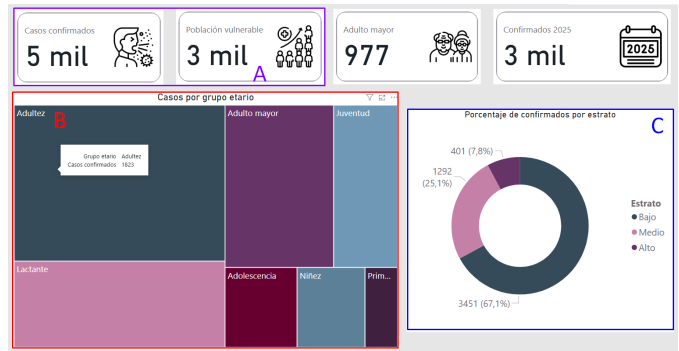 Casos confirmados
5 mil
Población vulnerable
3 mil
A
Adulto mayor
977
Confirmados 2025
3 mil
2025
Casos por grupo etario
Adultez
B
Adulto mayor
Juventud
Grupo etario Adultez
Casos confirmados 1823
Lactante
Adolescencia
Niñez
Prim...
Porcentaje de confirmados por estrato
C
401 (7,8%)
1292
(25,1%)
Estrato
Bajo
Medio
Alto
3451 (67,1%)